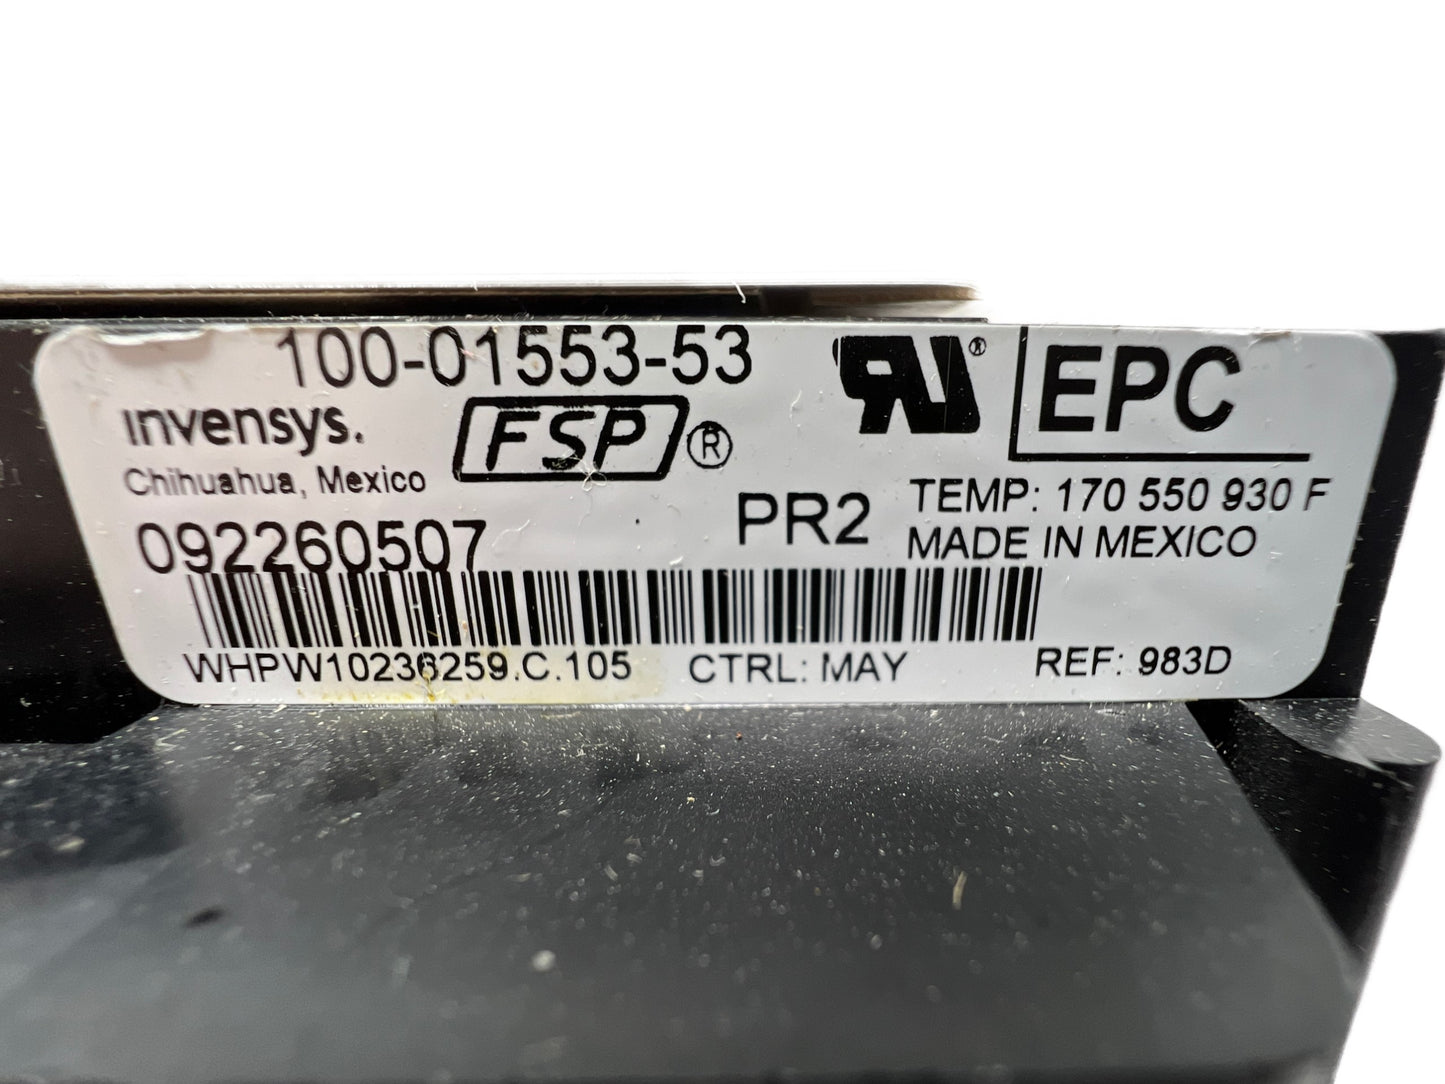 100-01553-53
invensys.
FSP®
Chihuahua, Mexico
RU®
EPC
TEMP: 170 550 930 F
PR2
MADE IN MEXICO
092260507
WHPW10236259.C.105 CTRL: MAY REF: 983D